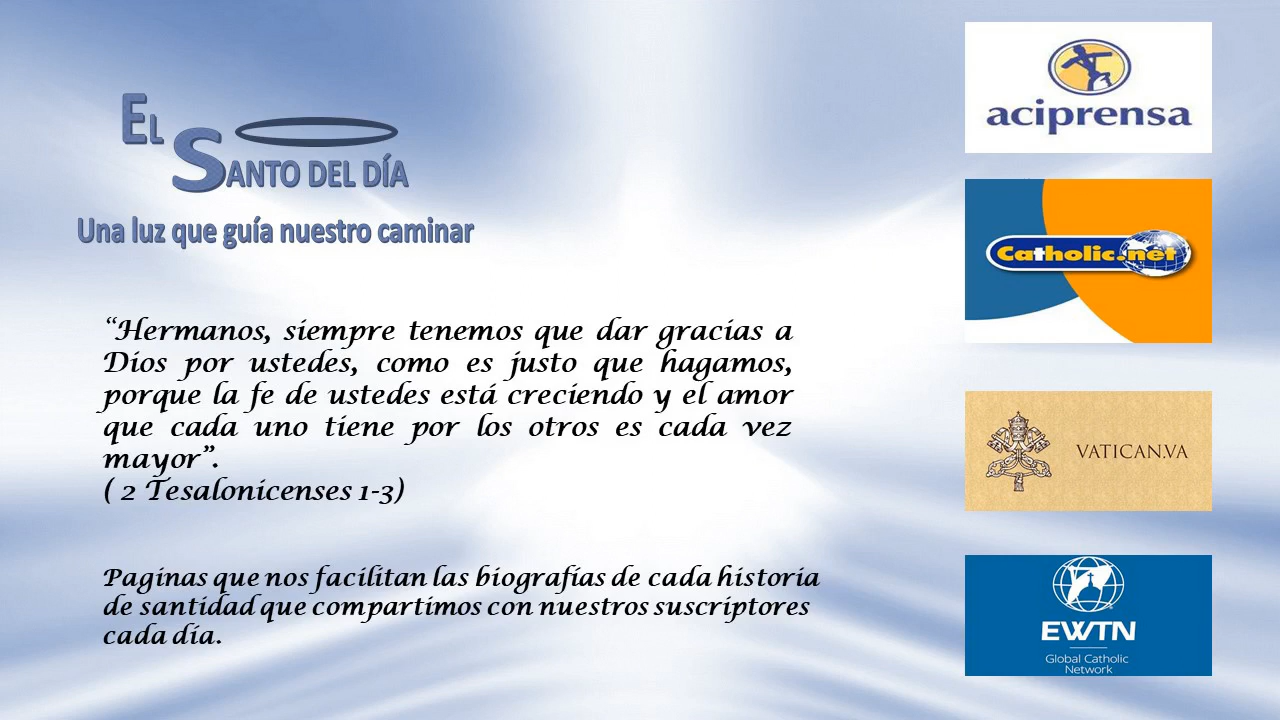 EL
SANTO DEL DÍA
Una luz que guía nuestro caminar
“Hermanos, siempre tenemos que dar gracias a
Dios por ustedes, como es justo que hagamos,
porque la fe de ustedes está creciendo y el amor
que cada uno tiene por los otros es cada vez
mayor”.
( 2 Tesalonicenses 1-3)
Paginas que nos facilitan las biografías de cada historia
de santidad que compartimos con nuestros suscriptores
cada día.
aciprensa
Catholic.net
VATICAN.VA
EWTN
Global Catholic
Network